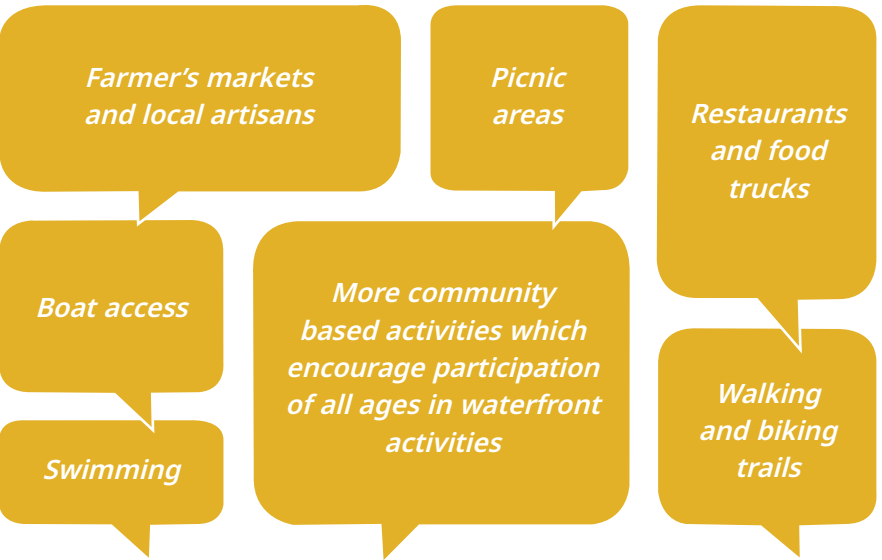 Farmer's markets
and local artisans
Picnic
areas
Restaurants
and food
trucks
Boat access
More community
based activities which
encourage participation
of all ages in waterfront
activities
Swimming
Walking
and biking
trails